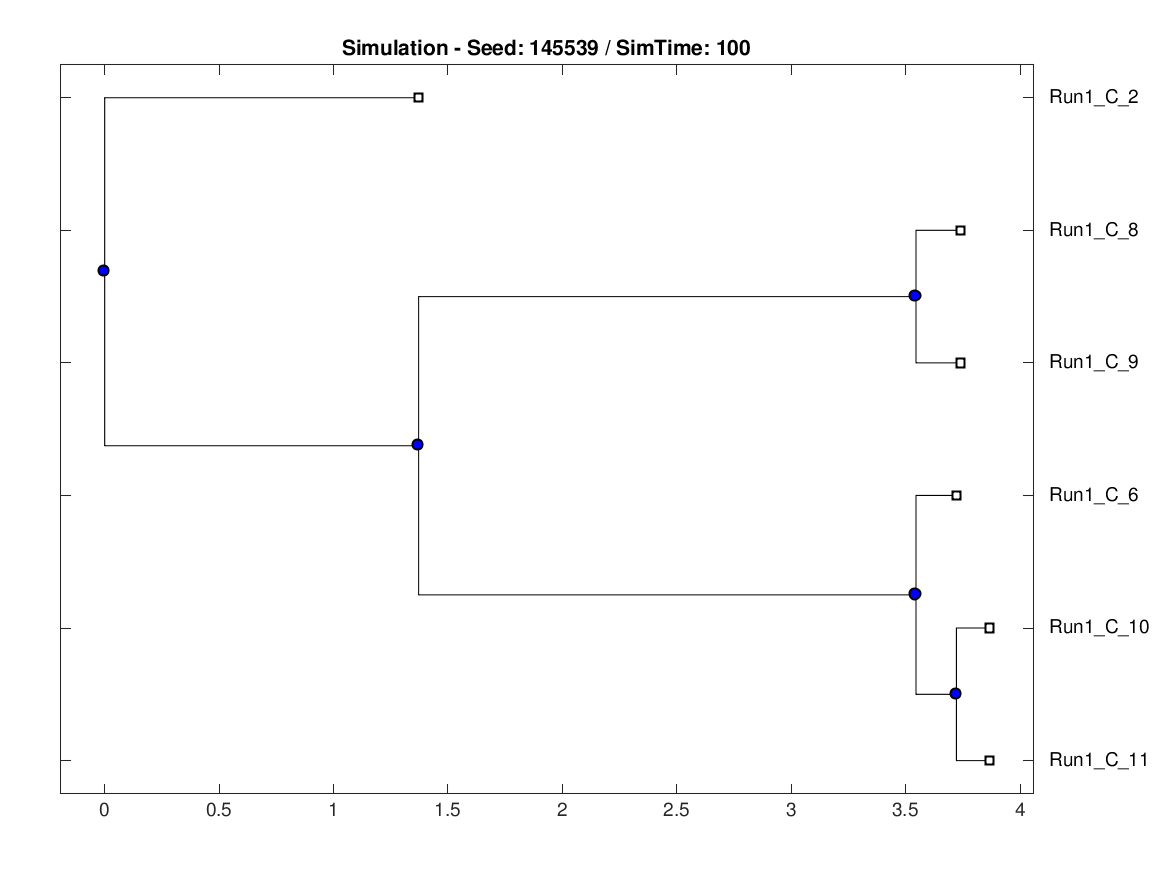 Simulation - Seed: 145539 / SimTime: 100
Run1_C_2
Run1_C_8
Run1_C_9
Run1_C_6
Run1_C_10
Run1_C_11
0 0.5 1 1.5 2 2.5 3 3.5 4